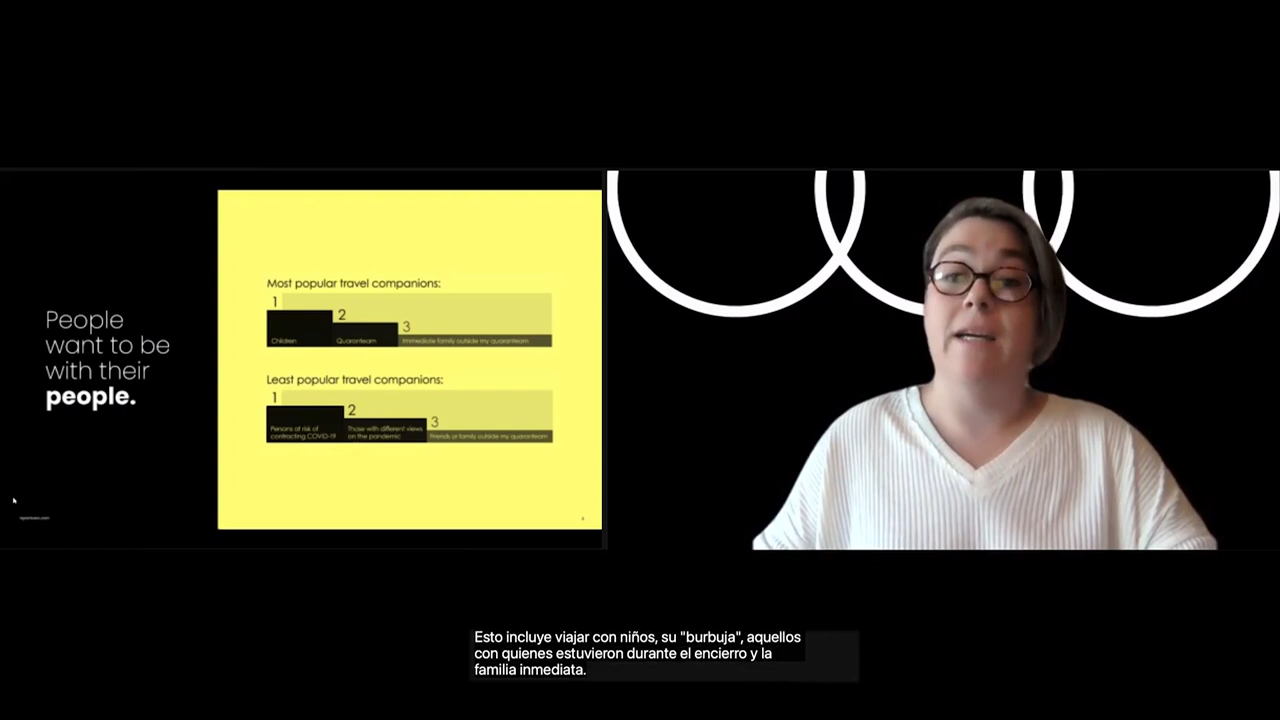 People
want to be
with their
people.
Most popular travel companions:
1
2
3
Children
Quaranteam
Immediate family outside my quaranteam
Least popular travel companions:
1
2
3
Persons at risk of
contracting COVID-19
Those with different views
on the pandemic
Friends or family outside my quaranteam
Esto incluye viajar con niños, su "burbuja", aquellos
con quienes estuvieron durante el encierro y la
familia inmediata.